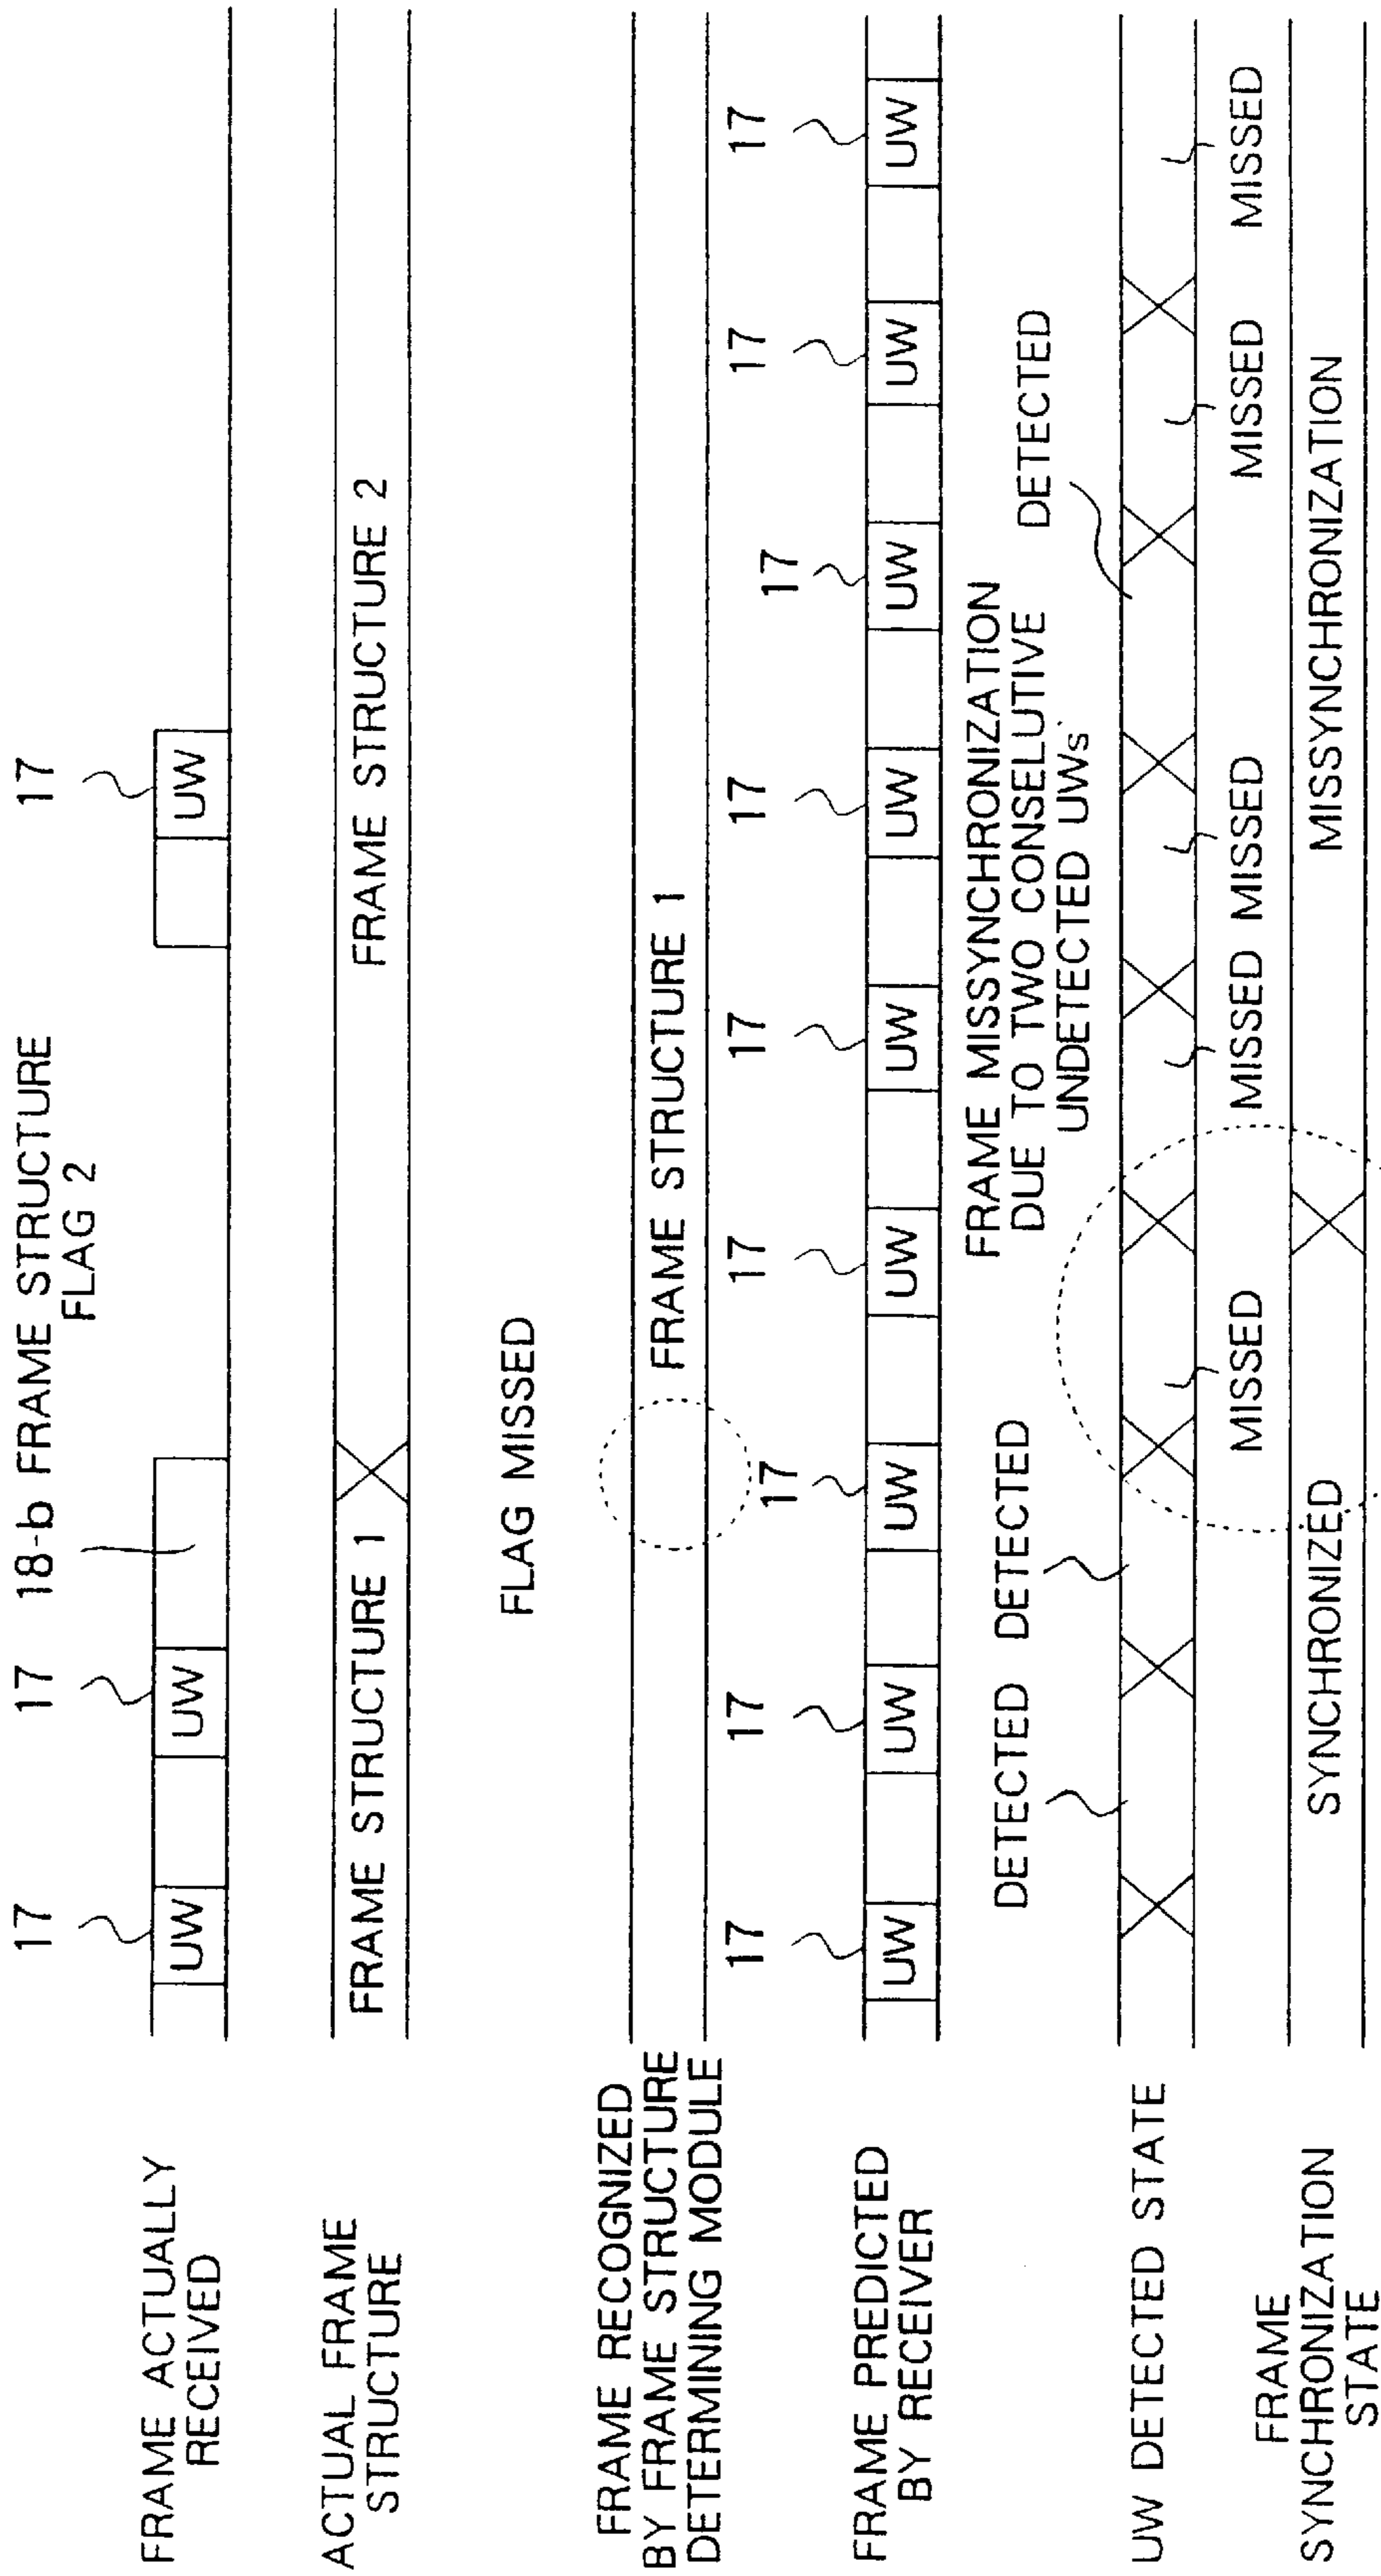 17
17
18-b FRAME STRUCTURE
FLAG 2
17
FRAME ACTUALLY
RECEIVED
UW
UW
UW
ACTUAL FRAME
STRUCTURE
FRAME STRUCTURE 1
FRAME STRUCTURE 2
FLAG MISSED
FRAME RECOGNIZED
BY FRAME STRUCTURE
DETERMINING MODULE
FRAME STRUCTURE 1
17
17
17
17
17
17
17
17
17
FRAME PREDICTED
BY RECEIVER
UW
UW
UW
UW
UW
UW
UW
UW
UW
FRAME MISSYNCHRONIZATION
DUE TO TWO CONSELUTIVE
UNDETECTED UWs
DETECTED
DETECTED
DETECTED
UW DETECTED STATE
MISSED
MISSED
MISSED
MISSED
MISSED
FRAME
SYNCHRONIZATION
STATE
SYNCHRONIZED
MISSYNCHRONIZATION